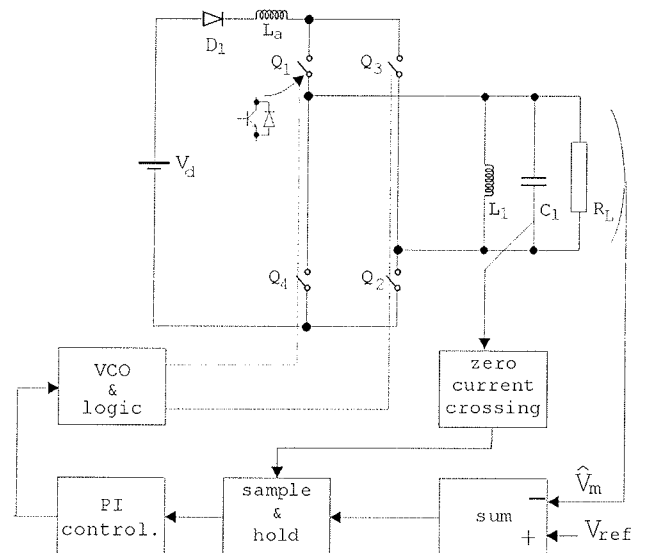 D1
La
Q1
Q3
Vd
L1
C1
RL
Q4
Q2
VCO
&
logic
zero
current
crossing
PI
control.
sample
&
hold
sum
−
+
V̂m
Vref